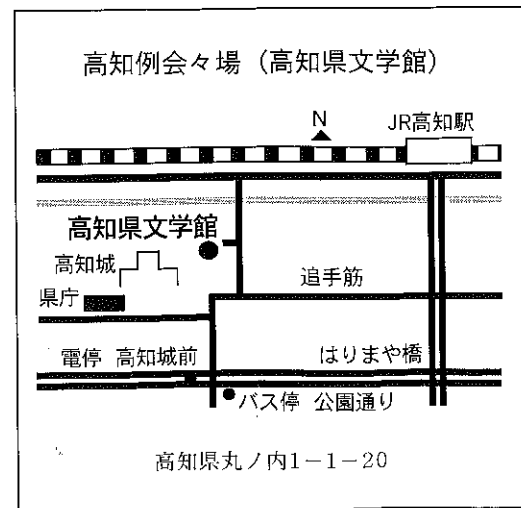 高知例会々場（高知県文学館）
N
JR高知駅
高知県文学館
高知城
追手筋
県庁
電停 高知城前
はりまや橋
バス停 公園通り
高知県丸ノ内1－1－20